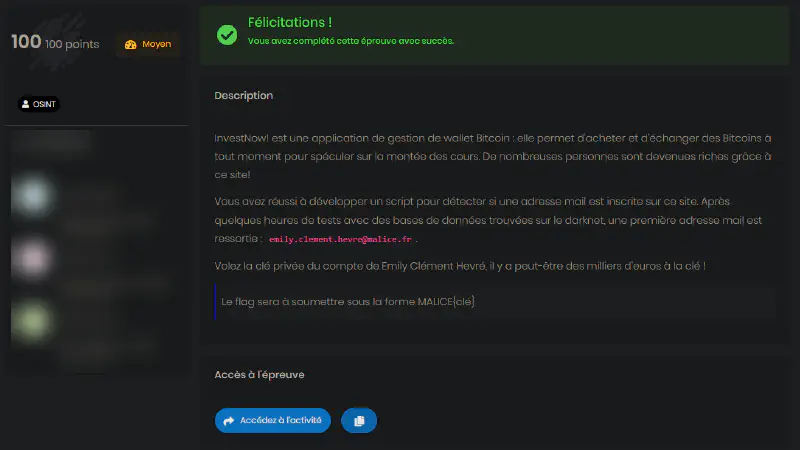 100 100 points
Moyen
OSINT
Félicitations !
Vous avez complété cette épreuve avec succès.
Description
InvestNow! est une application de gestion de wallet Bitcoin : elle permet d'acheter et d'échanger des Bitcoins à
tout moment pour spéculer sur la montée des cours. De nombreuses personnes sont devenues riches grâce à
ce site!
Vous avez réussi à développer un script pour détecter si une adresse mail est inscrite sur ce site. Après
quelques heures de tests avec des bases de données trouvées sur le darknet, une première adresse mail est
ressortie : emily.clement.hevre@malice.fr .
Volez la clé privée du compte de Emily Clément Hevré, il y a peut-être des milliers d'euros à la clé !
Le flag sera à soumettre sous la forme MALICE{clé}
Accès à l'épreuve
Accédez à l'activité